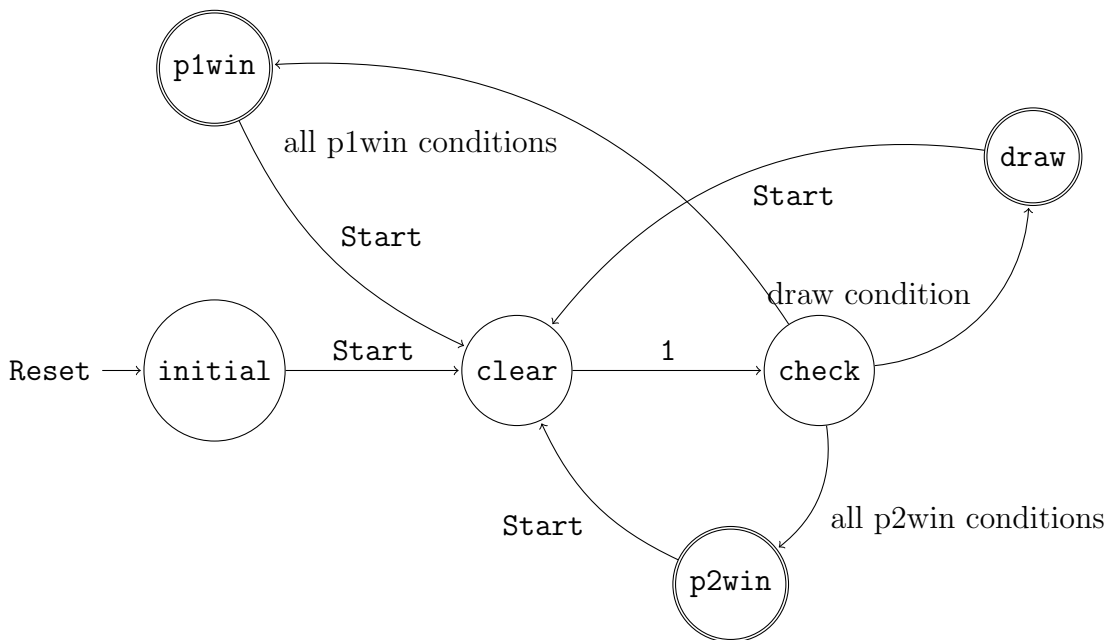 p1win
all p1win conditions
draw
Start
Start
draw condition
Reset
initial
Start
clear
1
check
Start
all p2win conditions
p2win